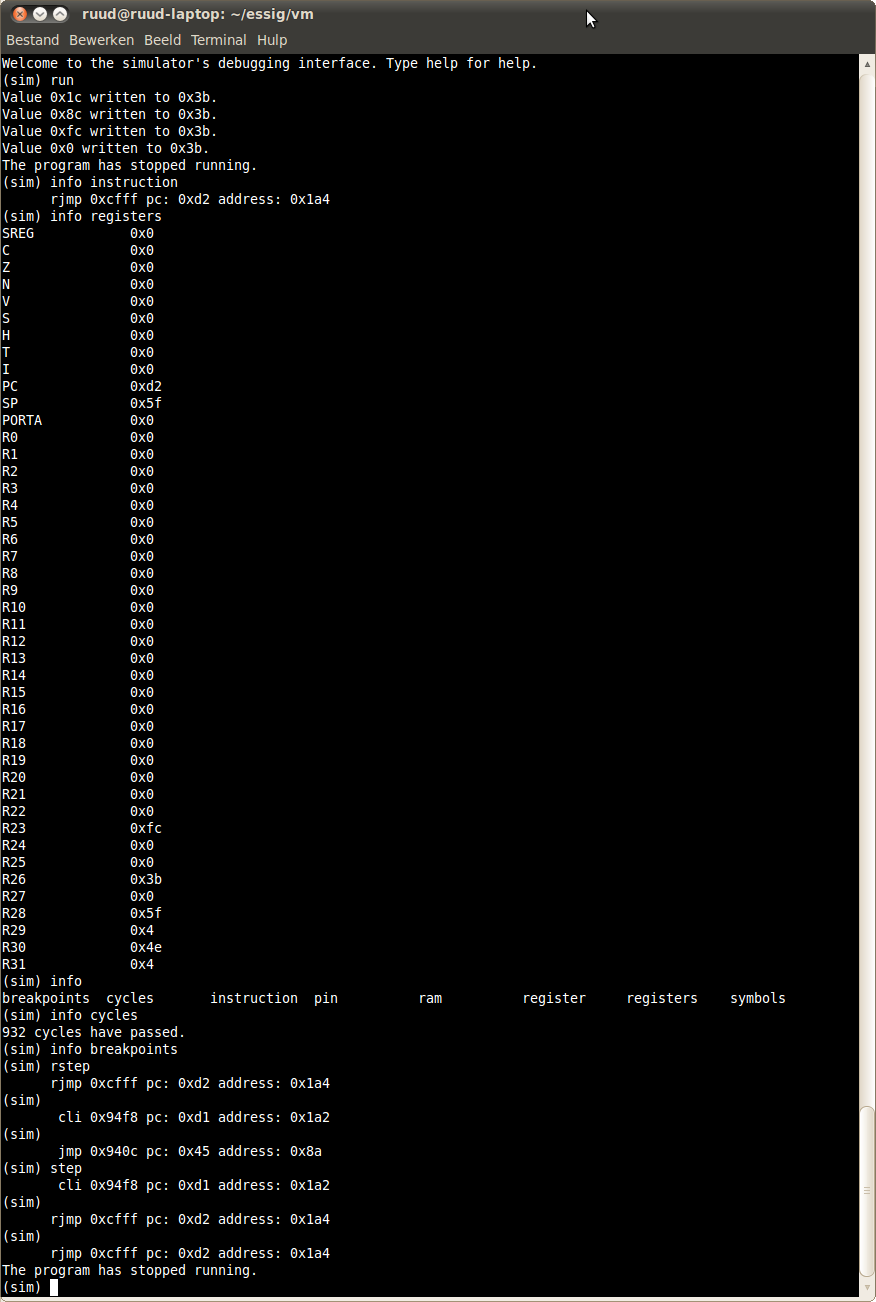 ruud@ruud-laptop: ~/essig/vm
Bestand Bewerken Beeld Terminal Hulp
Welcome to the simulator's debugging interface. Type help for help.
(sim) run
Value 0x1c written to 0x3b.
Value 0x8c written to 0x3b.
Value 0xfc written to 0x3b.
Value 0x0 written to 0x3b.
The program has stopped running.
(sim) info instruction
      rjmp 0xcfff pc: 0xd2 address: 0x1a4
(sim) info registers
SREG            0x0
C               0x0
Z               0x0
N               0x0
V               0x0
S               0x0
H               0x0
T               0x0
I               0x0
PC              0xd2
SP              0x5f
PORTA           0x0
R0              0x0
R1              0x0
R2              0x0
R3              0x0
R4              0x0
R5              0x0
R6              0x0
R7              0x0
R8              0x0
R9              0x0
R10             0x0
R11             0x0
R12             0x0
R13             0x0
R14             0x0
R15             0x0
R16             0x0
R17             0x0
R18             0x0
R19             0x0
R20             0x0
R21             0x0
R22             0x0
R23             0xfc
R24             0x0
R25             0x0
R26             0x3b
R27             0x0
R28             0x5f
R29             0x4
R30             0x4e
R31             0x4
(sim) info
breakpoints  cycles       instruction  pin          ram          register     registers    symbols
(sim) info cycles
932 cycles have passed.
(sim) info breakpoints
(sim) rstep
      rjmp 0xcfff pc: 0xd2 address: 0x1a4
(sim)
       cli 0x94f8 pc: 0xd1 address: 0x1a2
(sim)
       jmp 0x940c pc: 0x45 address: 0x8a
(sim) step
       cli 0x94f8 pc: 0xd1 address: 0x1a2
(sim)
      rjmp 0xcfff pc: 0xd2 address: 0x1a4
(sim)
      rjmp 0xcfff pc: 0xd2 address: 0x1a4
The program has stopped running.
(sim)